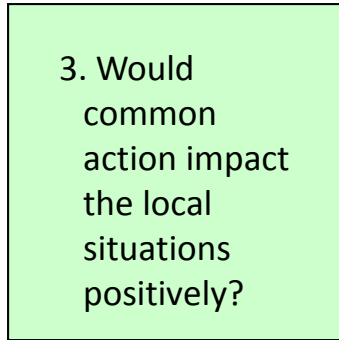 3. Would
common
action impact
the local
situations
positively?